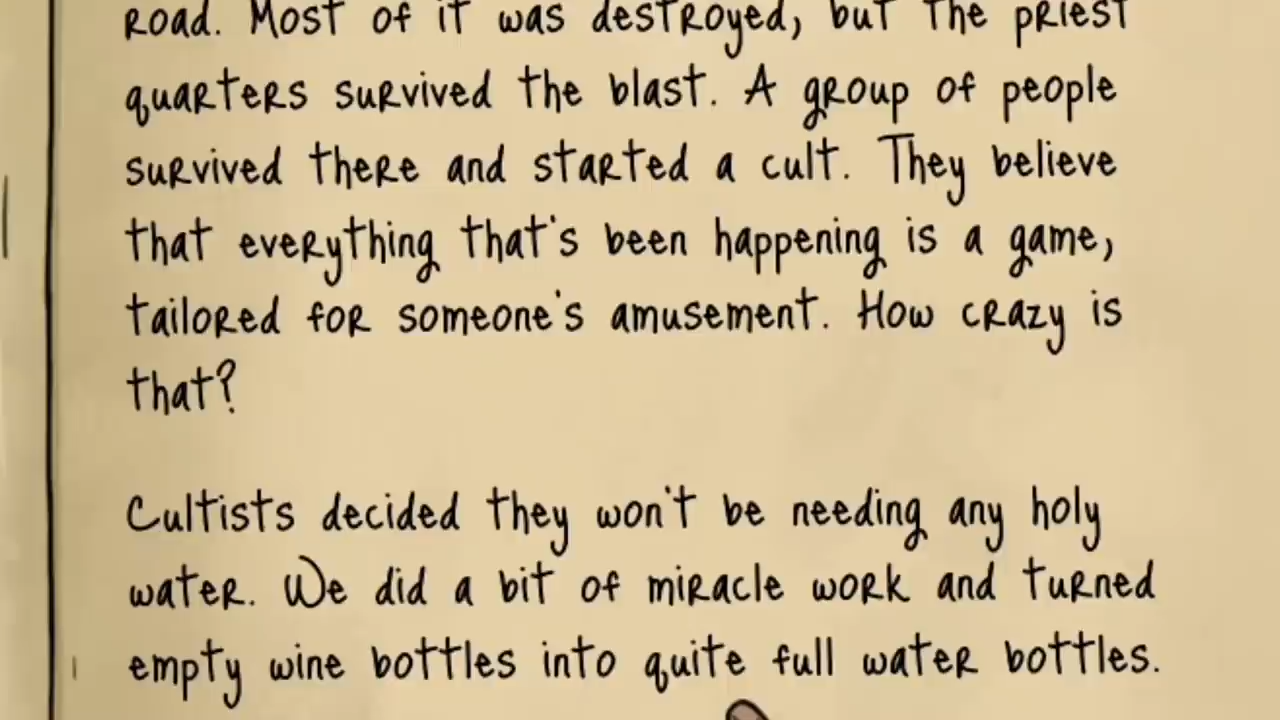 road. Most of it was destroyed, but the priest
quarters survived the blast. A group of people
survived there and started a cult. They believe
that everything that's been happening is a game,
tailored for someone's amusement. How crazy is
that?
Cultists decided they won't be needing any holy
water. We did a bit of miracle work and turned
empty wine bottles into quite full water bottles.